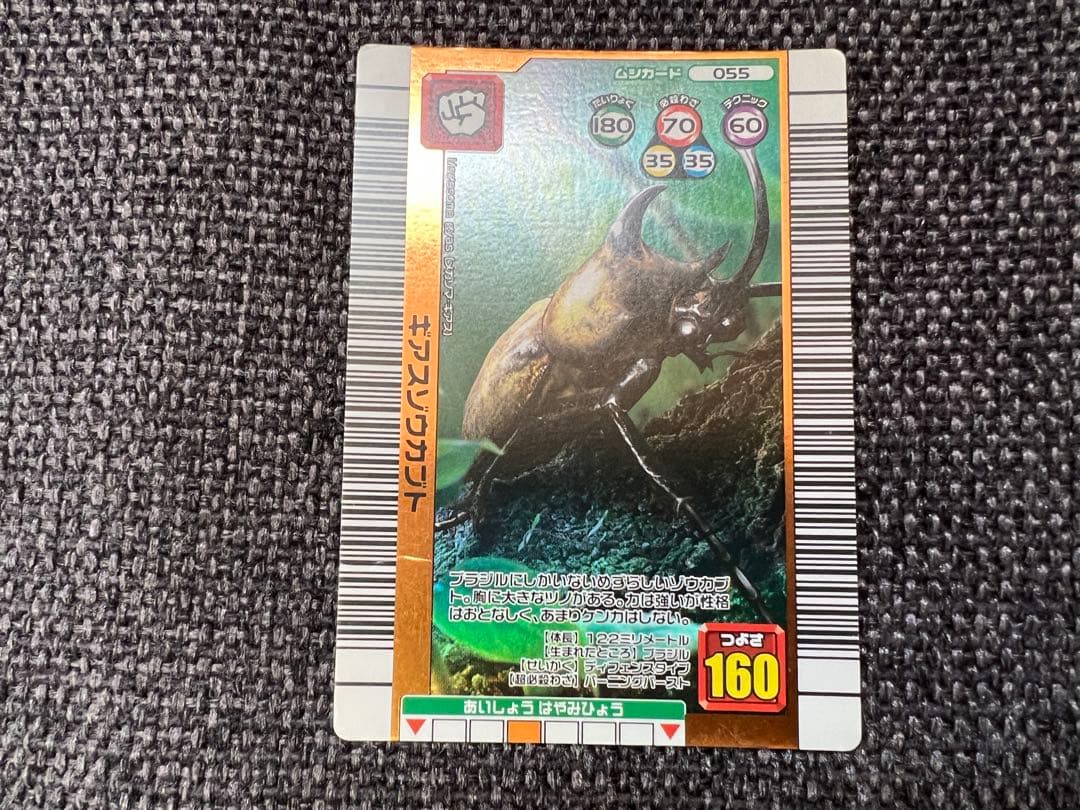 ムシカード 055
たいりょく 必殺わざ テクニック
180 70 60
35 35
ギアスゾウカブト
ブラジルにしかいないめずらしいゾウカブ
ト。胸に大きなツノがある。力は強いが性格
はおとなしく、あまりケンカはしない。
【体長】122ミリメートル
【生まれたところ】ブラジル
【せいかく】ディフェンスタイプ
【超必殺わざ】バーニングバースト
つよさ
160
あいしょう はやみひょう